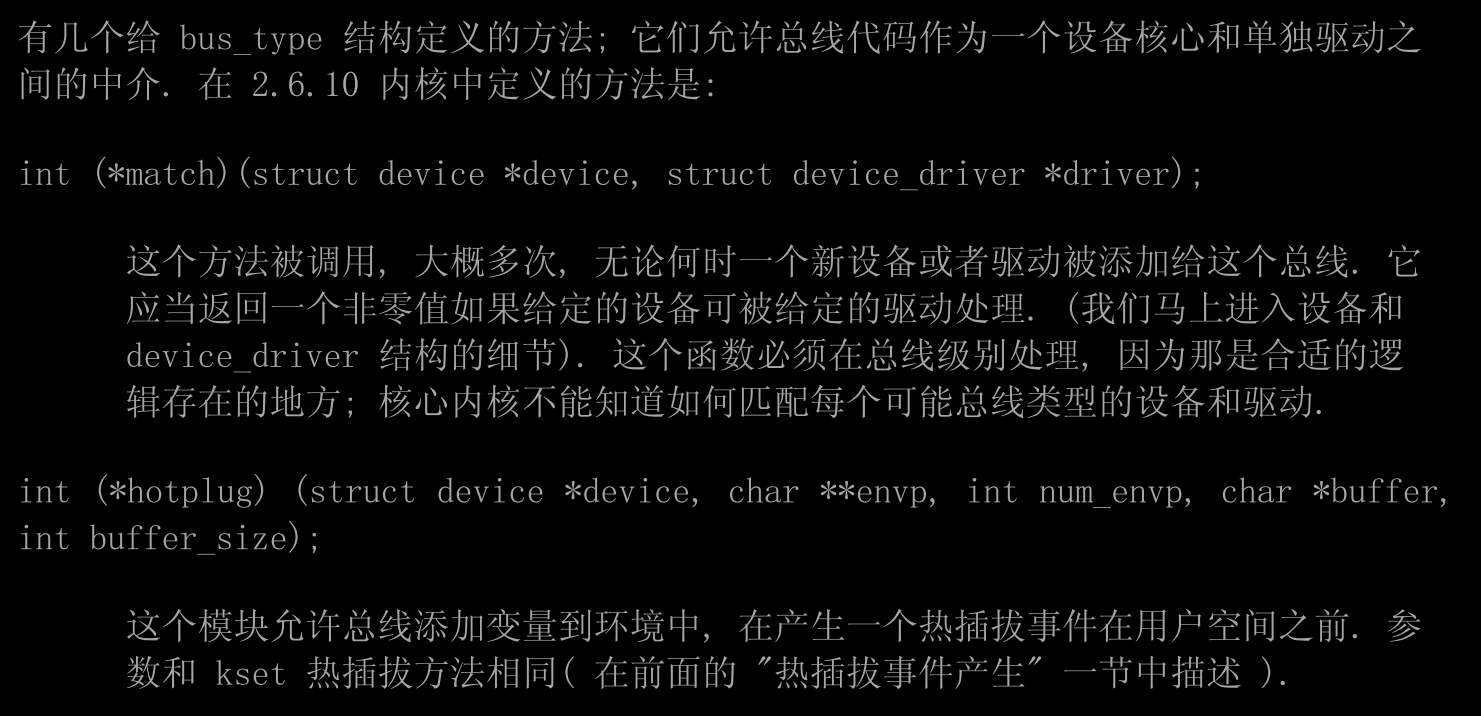 有几个给 bus_type 结构定义的方法; 它们允许总线代码作为一个设备核心和单独驱动之
间的中介. 在 2.6.10 内核中定义的方法是:
int (*match)(struct device *device, struct device_driver *driver);
这个方法被调用, 大概多次, 无论何时一个新设备或者驱动被添加给这个总线. 它
应当返回一个非零值如果给定的设备可被给定的驱动处理. (我们马上进入设备和
device_driver 结构的细节). 这个函数必须在总线级别处理, 因为那是合适的逻
辑存在的地方; 核心内核不能知道如何匹配每个可能总线类型的设备和驱动.
int (*hotplug) (struct device *device, char **envp, int num_envp, char *buffer,
int buffer_size);
这个模块允许总线添加变量到环境中, 在产生一个热插拔事件在用户空间之前. 参
数和 kset 热插拔方法相同( 在前面的 "热插拔事件产生" 一节中描述 ).